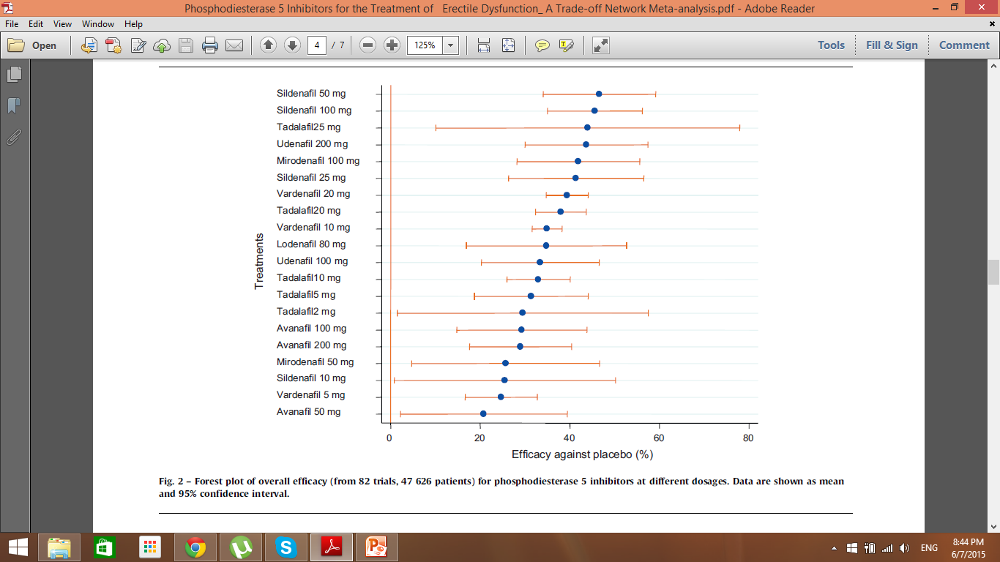 Phosphodiesterase 5 Inhibitors for the Treatment of   Erectile Dysfunction_ A Trade-off Network Meta-analysis.pdf - Adobe Reader
File Edit View Window Help
Open 4 / 7 125% Tools Fill & Sign Comment
Sildenafil 50 mg
Sildenafil 100 mg
Tadalafil25 mg
Udenafil 200 mg
Mirodenafil 100 mg
Sildenafil 25 mg
Vardenafil 20 mg
Tadalafil20 mg
Vardenafil 10 mg
Lodenafil 80 mg
Udenafil 100 mg
Tadalafil10 mg
Tadalafil5 mg
Tadalafil2 mg
Avanafil 100 mg
Avanafil 200 mg
Mirodenafil 50 mg
Sildenafil 10 mg
Vardenafil 5 mg
Avanafil 50 mg
Treatments
0 20 40 60 80
Efficacy against placebo (%)
Fig. 2 – Forest plot of overall efficacy (from 82 trials, 47 626 patients) for phosphodiesterase 5 inhibitors at different dosages. Data are shown as mean
and 95% confidence interval.
ENG
8:44 PM
6/7/2015